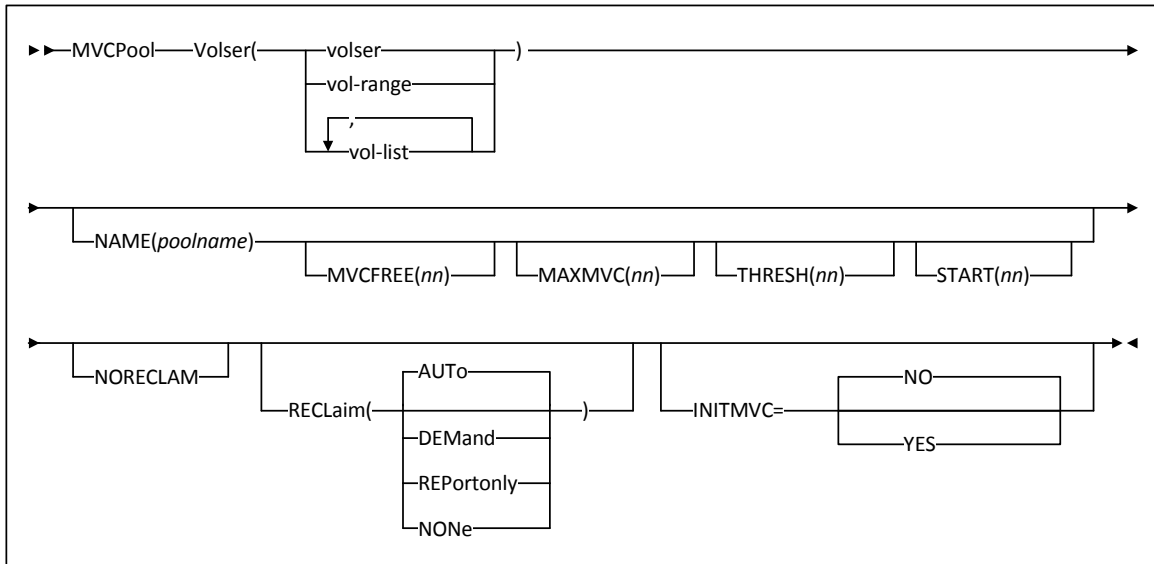 MVCPool Volser( volser )
vol-range
,
vol-list
NAME(poolname)
MVCFREE(nn) MAXMVC(nn) THRESH(nn) START(nn)
NORECLAM
RECLaim( AUTo )
DEMand
REPortonly
NONe
INITMVC= NO
YES